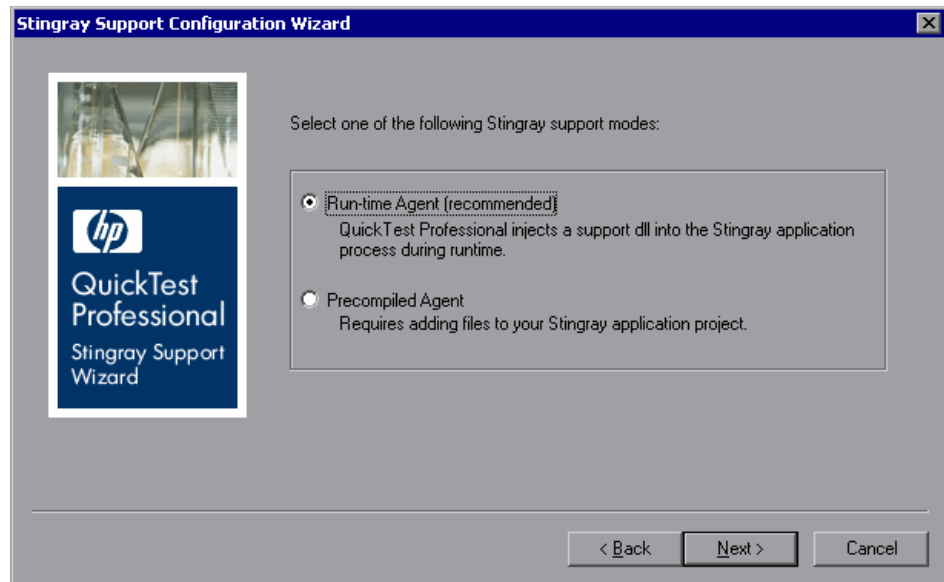 Stingray Support Configuration Wizard
Select one of the following Stingray support modes:
Run-time Agent (recommended)
QuickTest Professional injects a support dll into the Stingray application
process during runtime.
Precompiled Agent
Requires adding files to your Stingray application project.
hp
QuickTest
Professional
Stingray Support
Wizard
< Back
Next >
Cancel